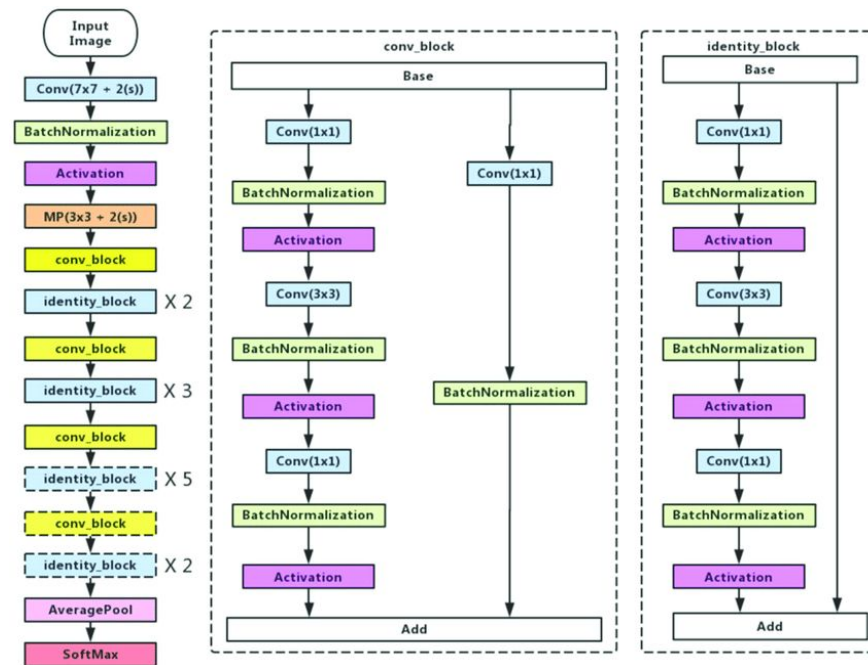 Input
Image
Conv(7x7 + 2(s))
BatchNormalization
Activation
MP(3x3 + 2(s))
conv_block
identity_block X 2
conv_block
identity_block X 3
conv_block
identity_block X 5
conv_block
identity_block X 2
AveragePool
SoftMax
conv_block
Base
Conv(1x1)
BatchNormalization
Activation
Conv(3x3)
BatchNormalization
Activation
Conv(1x1)
BatchNormalization
Activation
Conv(1x1)
BatchNormalization
Add
identity_block
Base
Conv(1x1)
BatchNormalization
Activation
Conv(3x3)
BatchNormalization
Activation
Conv(1x1)
BatchNormalization
Activation
Add